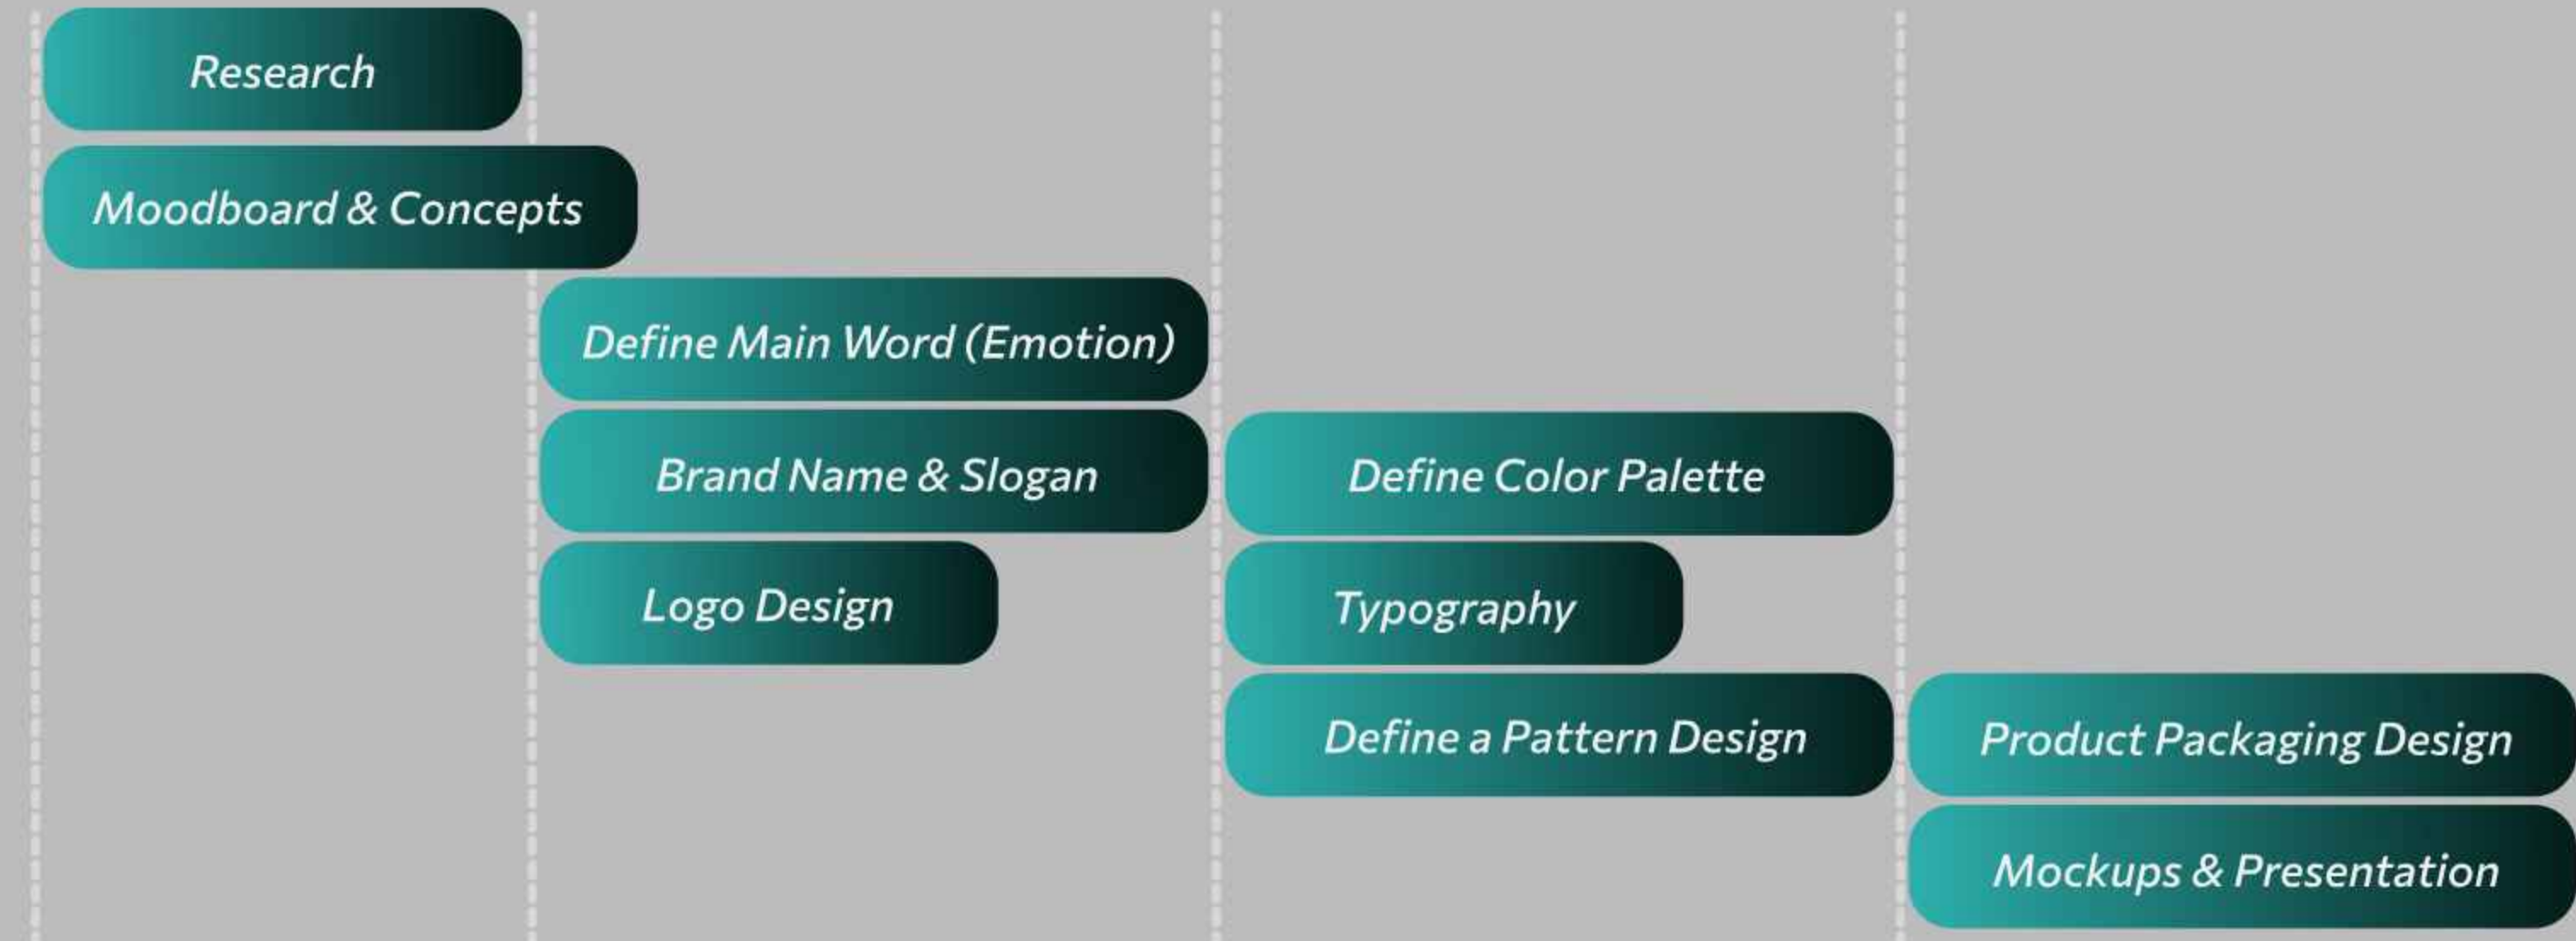 Research
Moodboard & Concepts
Define Main Word (Emotion)
Brand Name & Slogan
Define Color Palette
Logo Design
Typography
Define a Pattern Design
Product Packaging Design
Mockups & Presentation